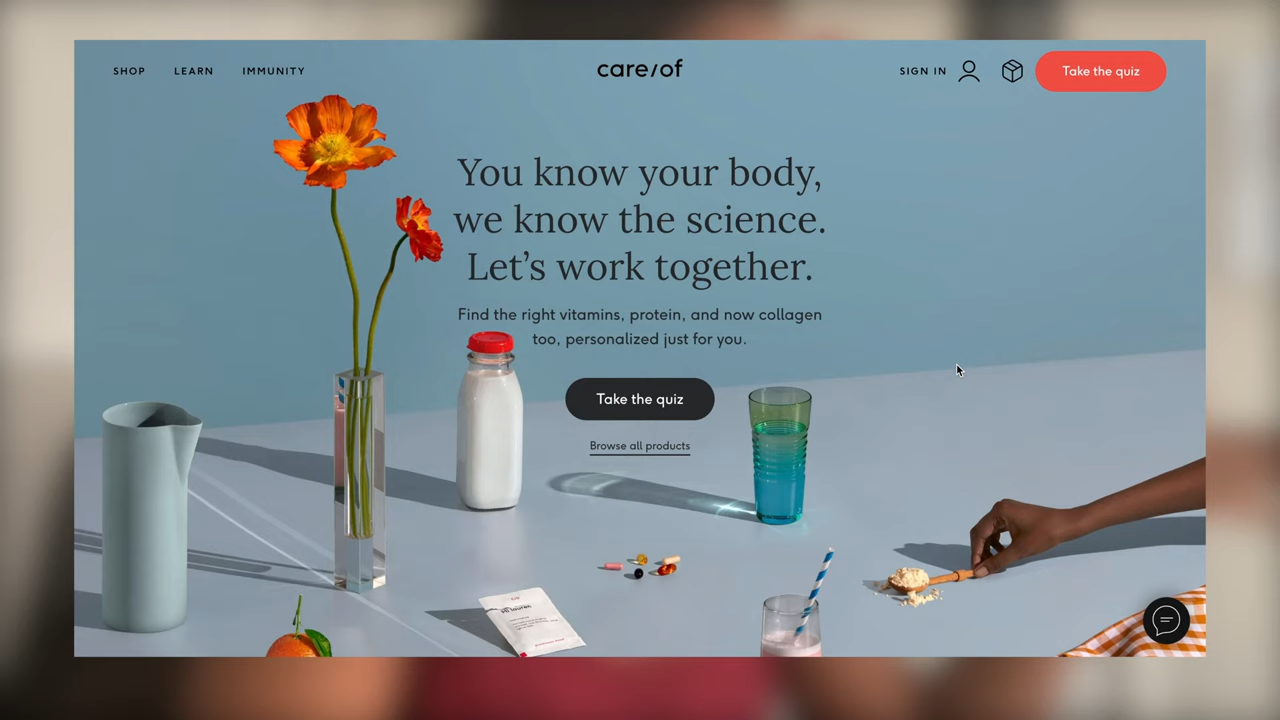 SHOP LEARN IMMUNITY care/of SIGN IN Take the quiz
You know your body,
we know the science.
Let's work together.
Find the right vitamins, protein, and now collagen
too, personalized just for you.
Take the quiz
Browse all products
Hi lauren